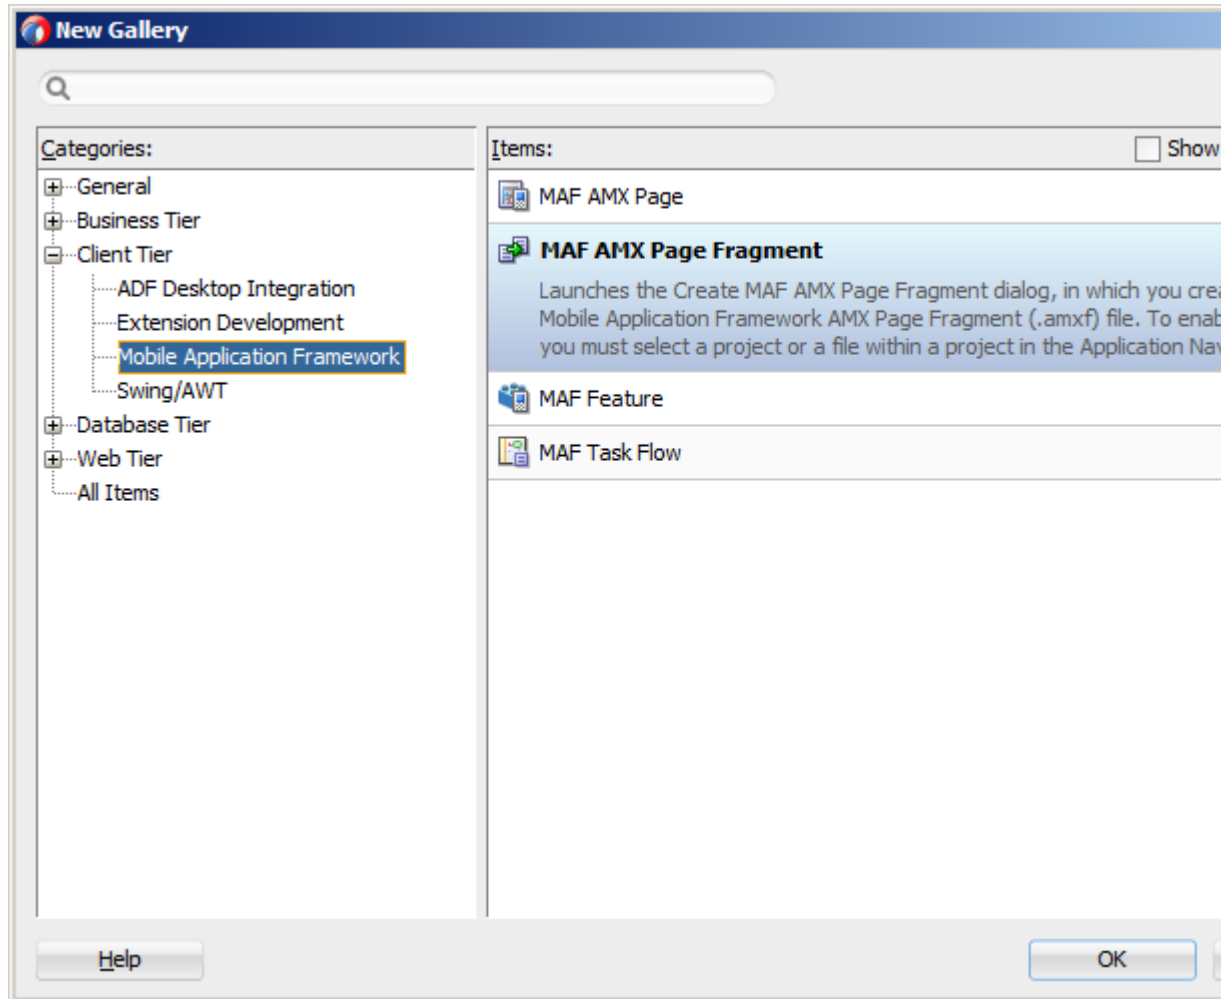 New Gallery
Categories:
General
Business Tier
Client Tier
ADF Desktop Integration
Extension Development
Mobile Application Framework
Swing/AWT
Database Tier
Web Tier
All Items
Items:
Show
MAF AMX Page
MAF AMX Page Fragment
Launches the Create MAF AMX Page Fragment dialog, in which you
Mobile Application Framework AMX Page Fragment (.amxf) file. To
you must select a project or a file within a project in the Application
MAF Feature
MAF Task Flow
Help
OK